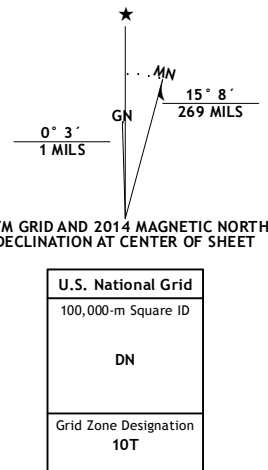 MN
GN
15° 8´
269 MILS
0° 3´
1 MILS
TM GRID AND 2014 MAGNETIC NORTH
DECLINATION AT CENTER OF SHEET
U.S. National Grid
100,000-m Square ID
DN
Grid Zone Designation
10T